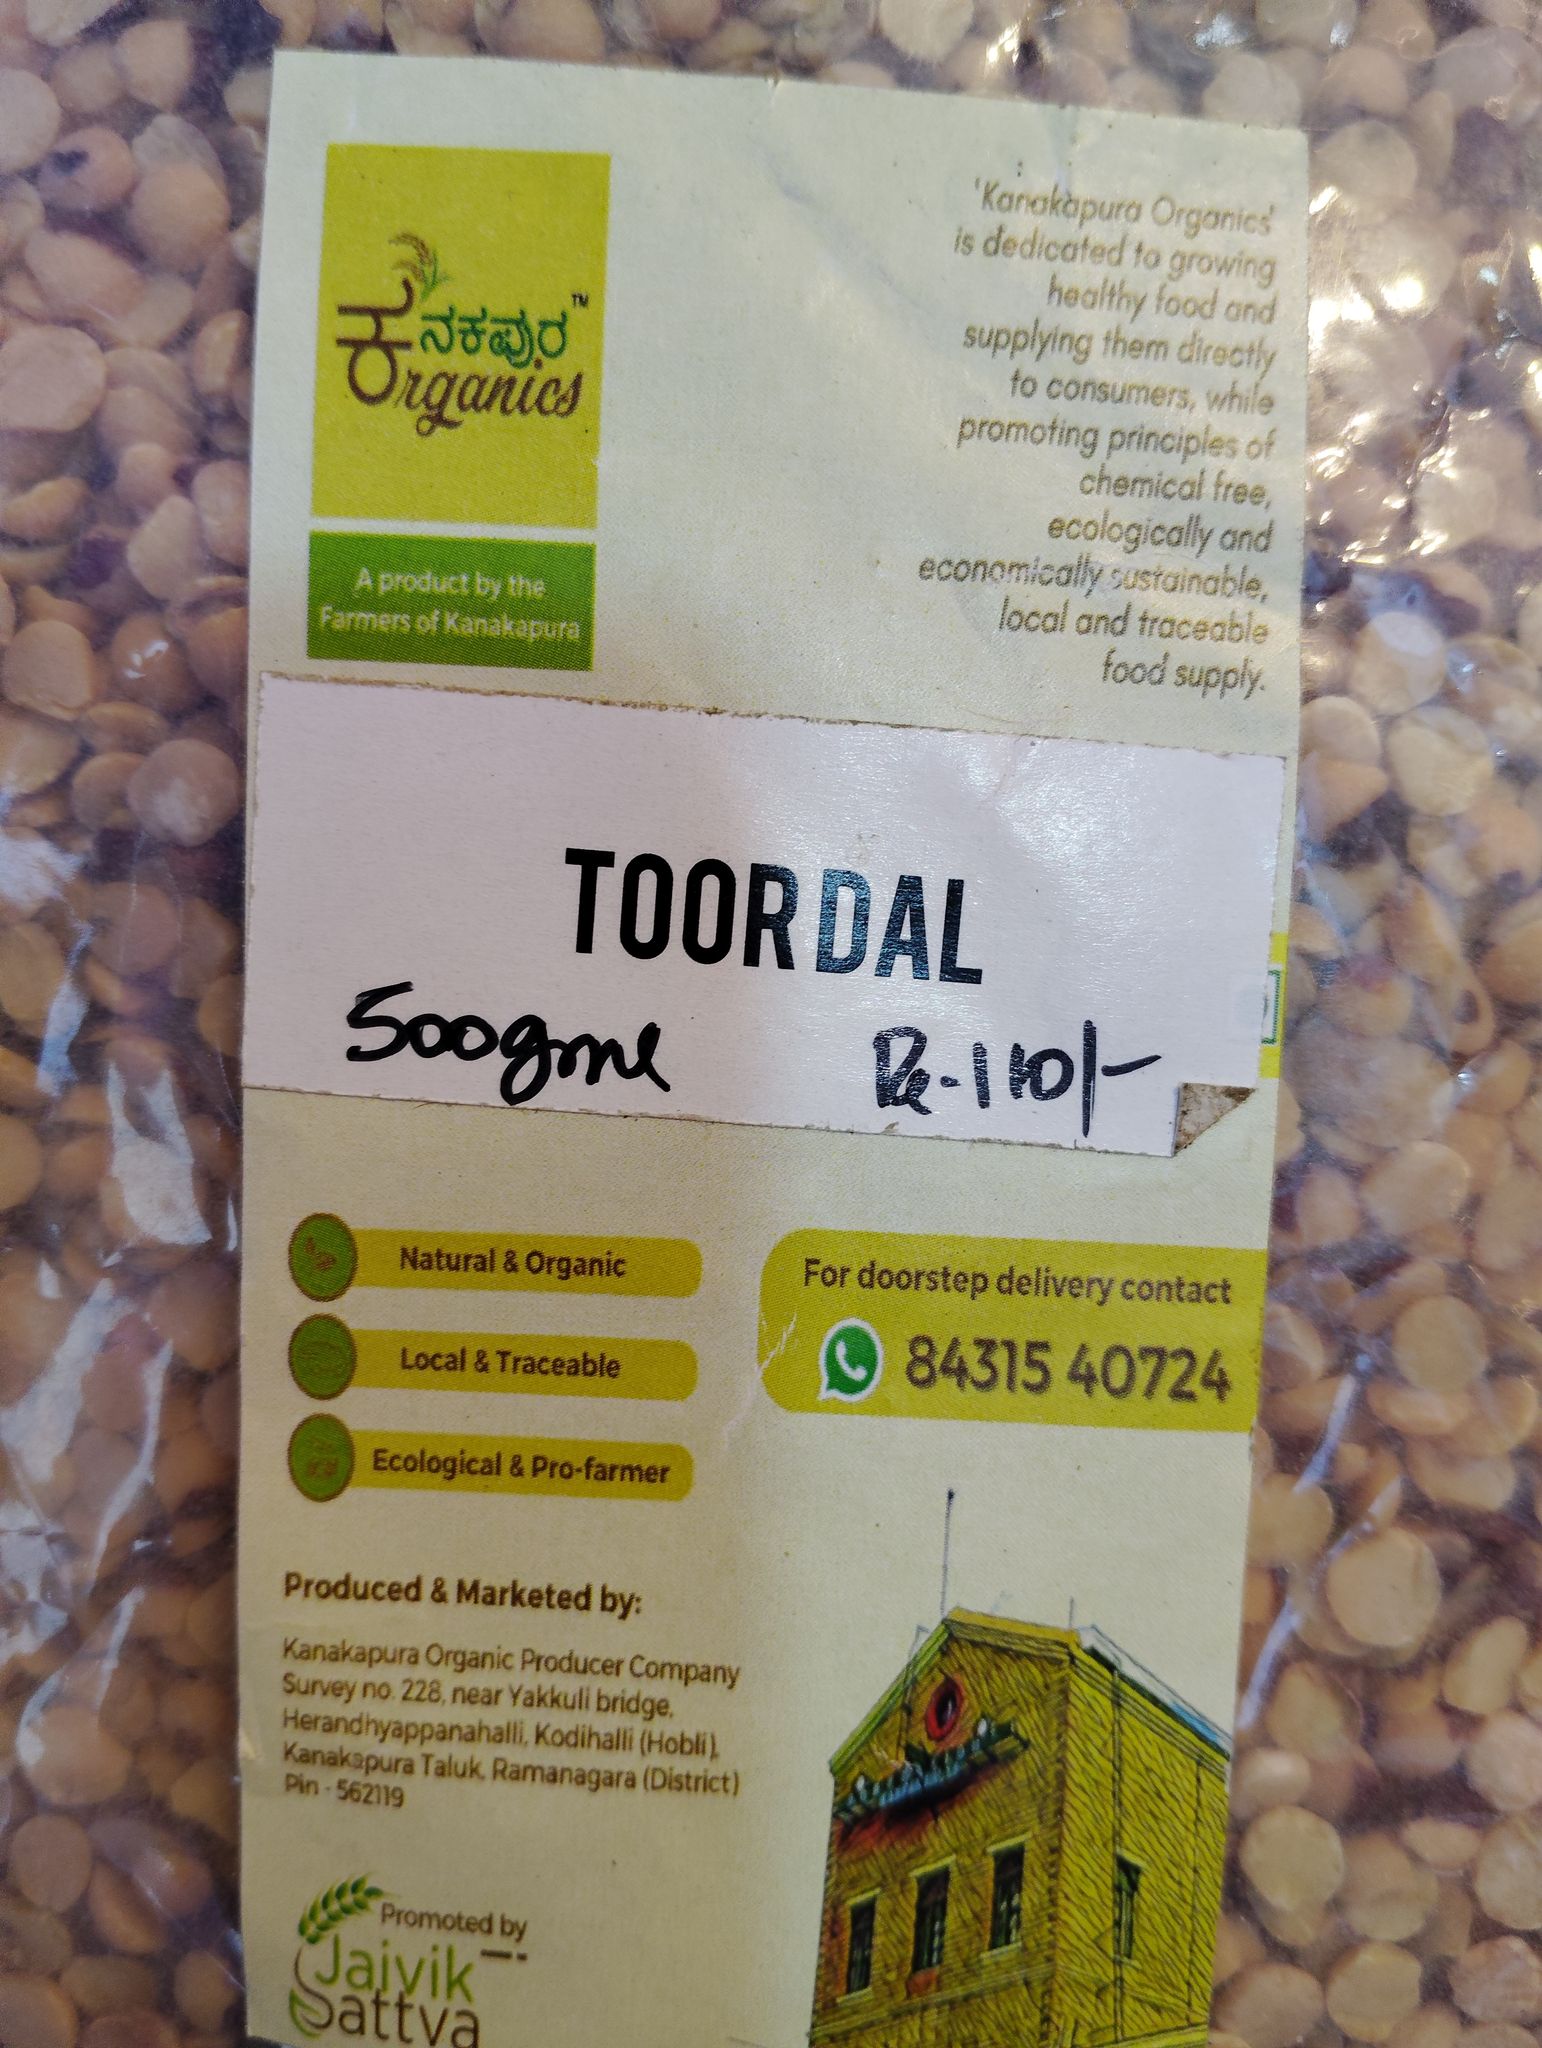 ಕನಕಪುರ™
Organics
A product by the
Farmers of Kanakapura
'Kanakapura Organics'
is dedicated to growing
healthy food and
supplying them directly
to consumers, while
promoting principles of
chemical free,
ecologically and
economically sustainable,
local and traceable
food supply.
TOOR DAL
500gms Rs-110/-
Natural & Organic
Local & Traceable
Ecological & Pro-farmer
For doorstep delivery contact
84315 40724
Produced & Marketed by:
Kanakapura Organic Producer Company
Survey no. 228, near Yakkuli bridge,
Herandhyappanahalli, Kodihalli (Hobli),
Kanakapura Taluk, Ramanagara (District)
Pin - 562119
Promoted by
Jaivik
Sattva